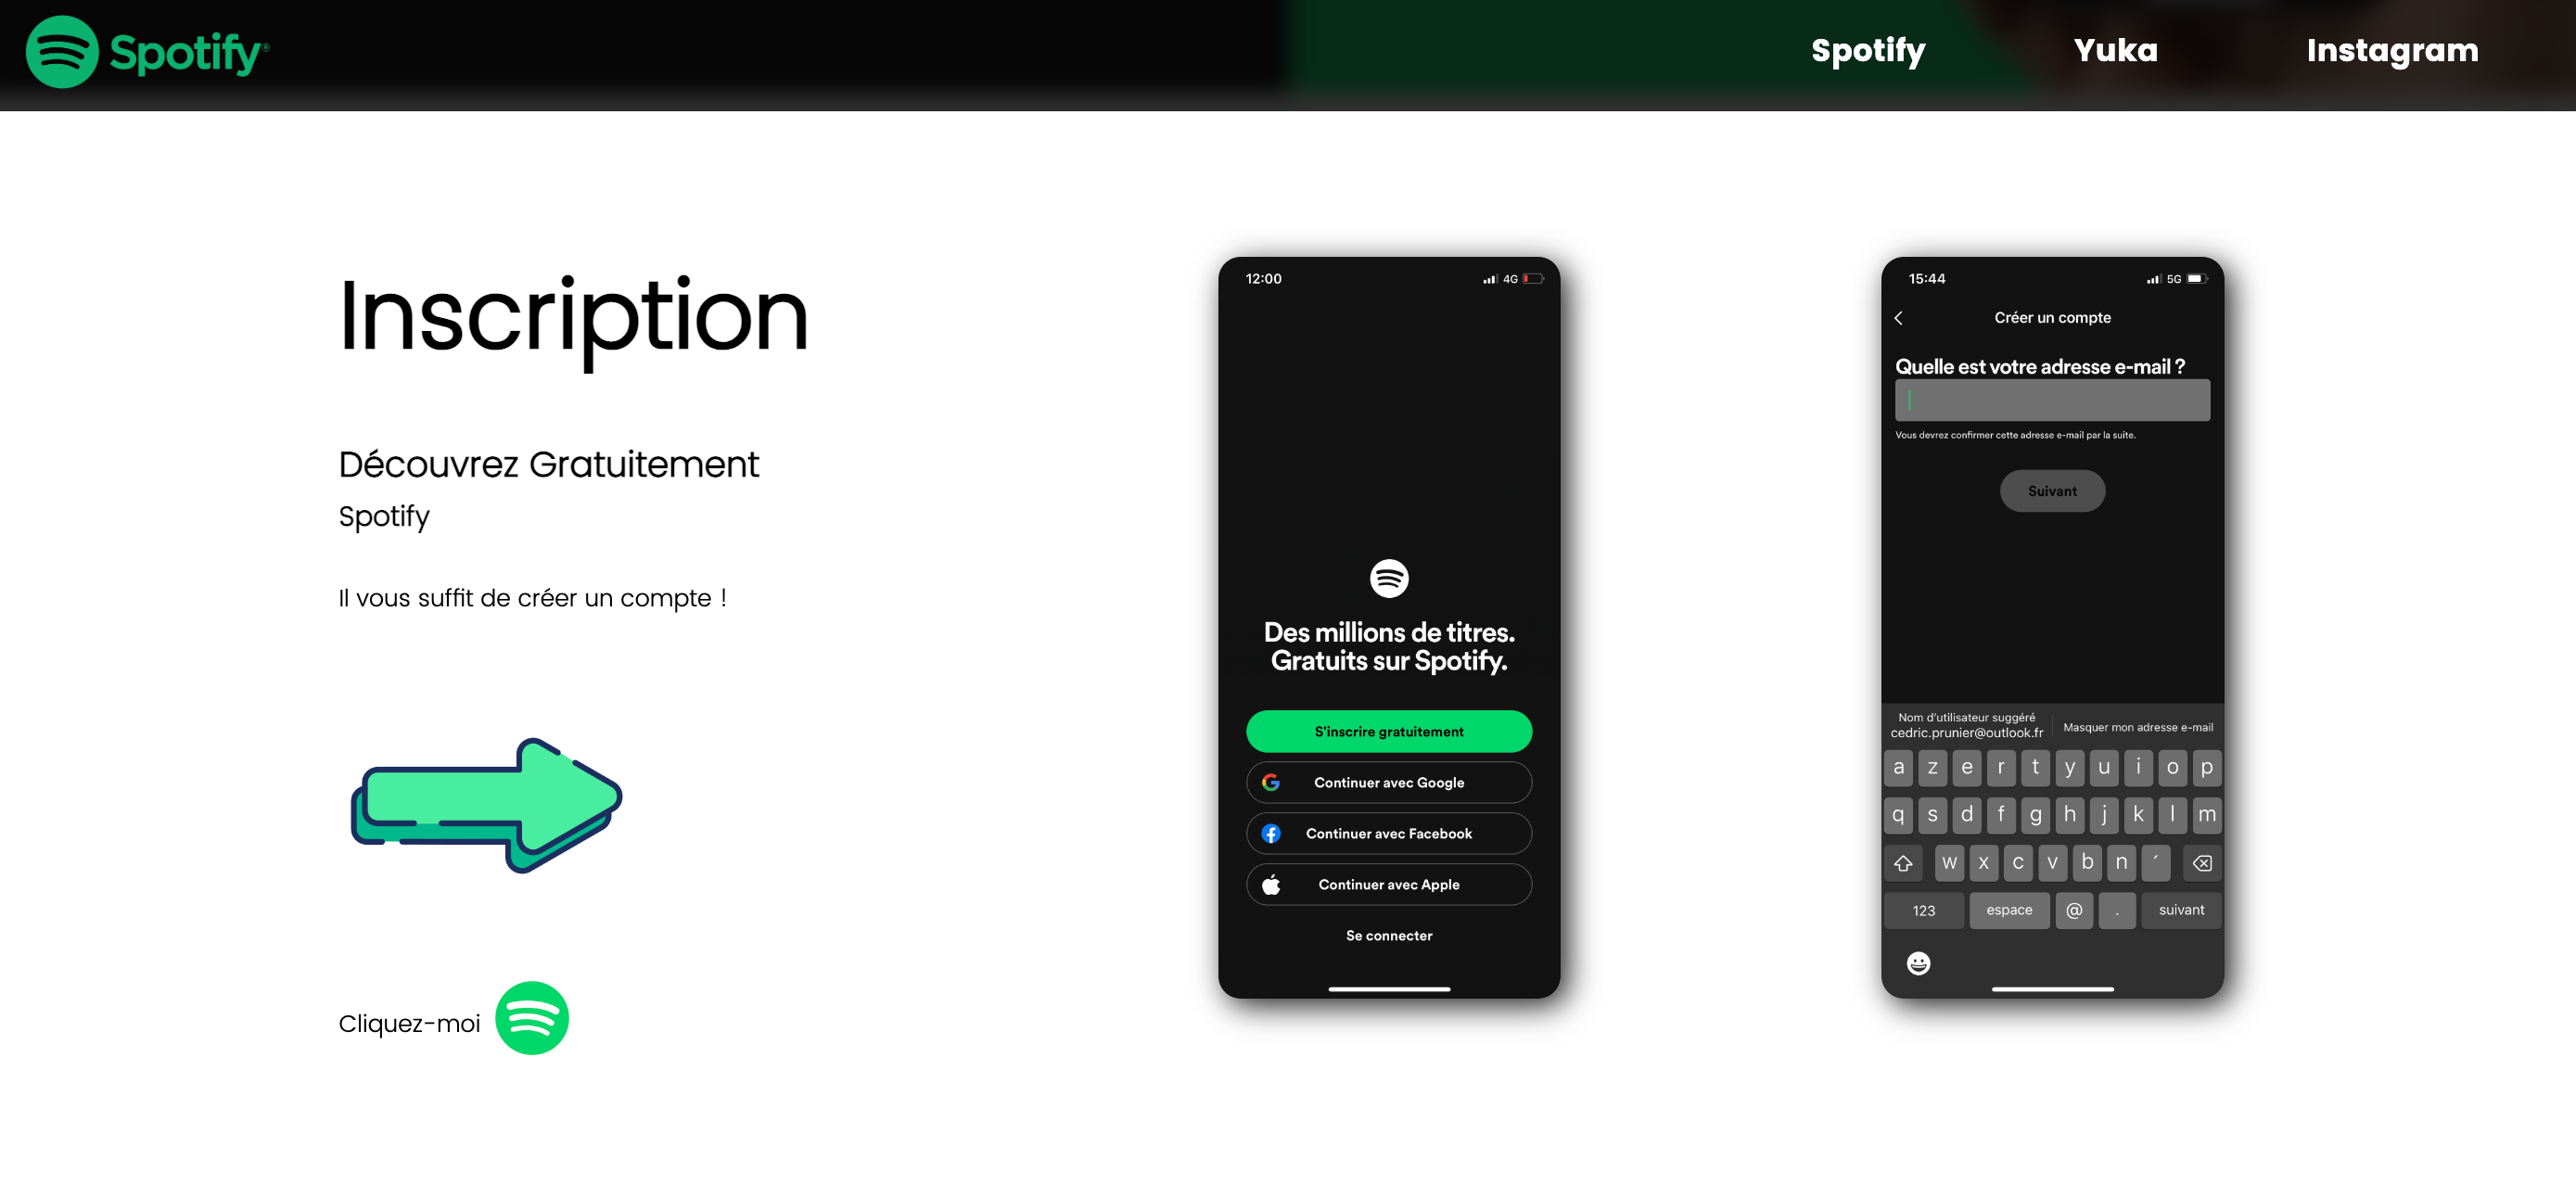 Spotify®
Spotify
Yuka
Instagram
Inscription
Découvrez Gratuitement
Spotify
Il vous suffit de créer un compte !
Cliquez-moi
12:00
4G
Des millions de titres.
Gratuits sur Spotify.
S'inscrire gratuitement
Continuer avec Google
Continuer avec Facebook
Continuer avec Apple
Se connecter
15:44
5G
Créer un compte
Quelle est votre adresse e-mail ?
Vous devrez confirmer cette adresse e-mail par la suite.
Suivant
Nom d'utilisateur suggéré
cedric.prunier@outlook.fr
Masquer mon adresse e-mail
a z e r t y u i o p
q s d f g h j k l m
w x c v b n ´
123 espace @ . suivant